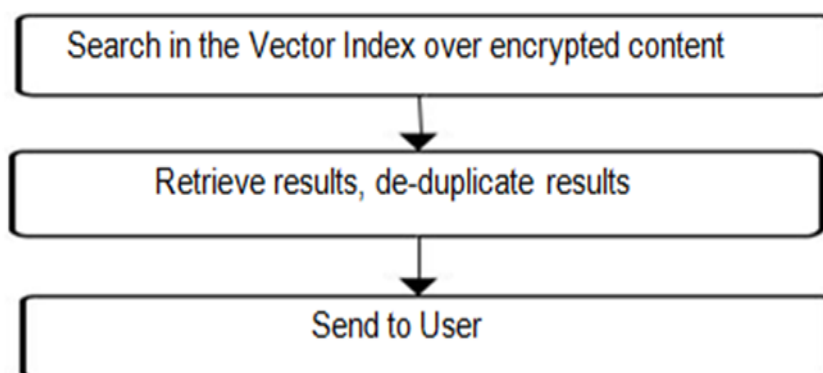 Search in the Vector Index over encrypted content
Retrieve results, de-duplicate results
Send to User